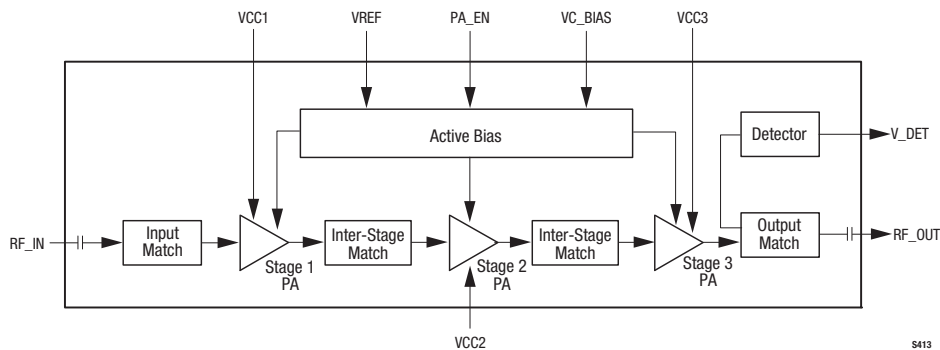 VCC1
VREF
PA_EN
VC_BIAS
VCC3
Active Bias
Detector
V_DET
RF_IN
Input
Match
Stage 1
PA
Inter-Stage
Match
Stage 2
PA
Inter-Stage
Match
Stage 3
PA
Output
Match
RF_OUT
VCC2
S413